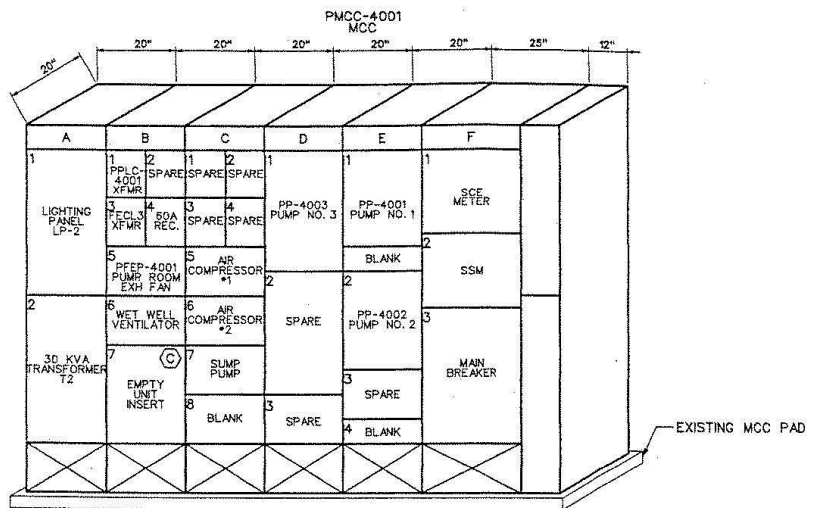 PMCC-4001
MCC
20" 20" 20" 20" 20" 20" 25" 12"
A B C D E F
1
LIGHTING
PANEL
LP-2
2
30 KVA
TRANSFORMER
T2
1
PPLC-
4001
XFMR
2
SPARE
3
FECL3
XFMR
4
60A
REC.
5
PFEP-4001
PUMP ROOM
EXH FAN
6
WET WELL
VENTILATOR
7
C
EMPTY
UNIT
INSERT
1
SPARE
2
SPARE
3
SPARE
4
SPARE
5
AIR
COMPRESSOR
#1
6
AIR
COMPRESSOR
#2
7
SUMP
PUMP
8
BLANK
1
PP-4003
PUMP NO. 3
2
SPARE
3
SPARE
1
PP-4001
PUMP NO. 1
BLANK
2
PP-4002
PUMP NO. 2
3
SPARE
4
BLANK
1
SCE
METER
2
SSM
3
MAIN
BREAKER
EXISTING MCC PAD